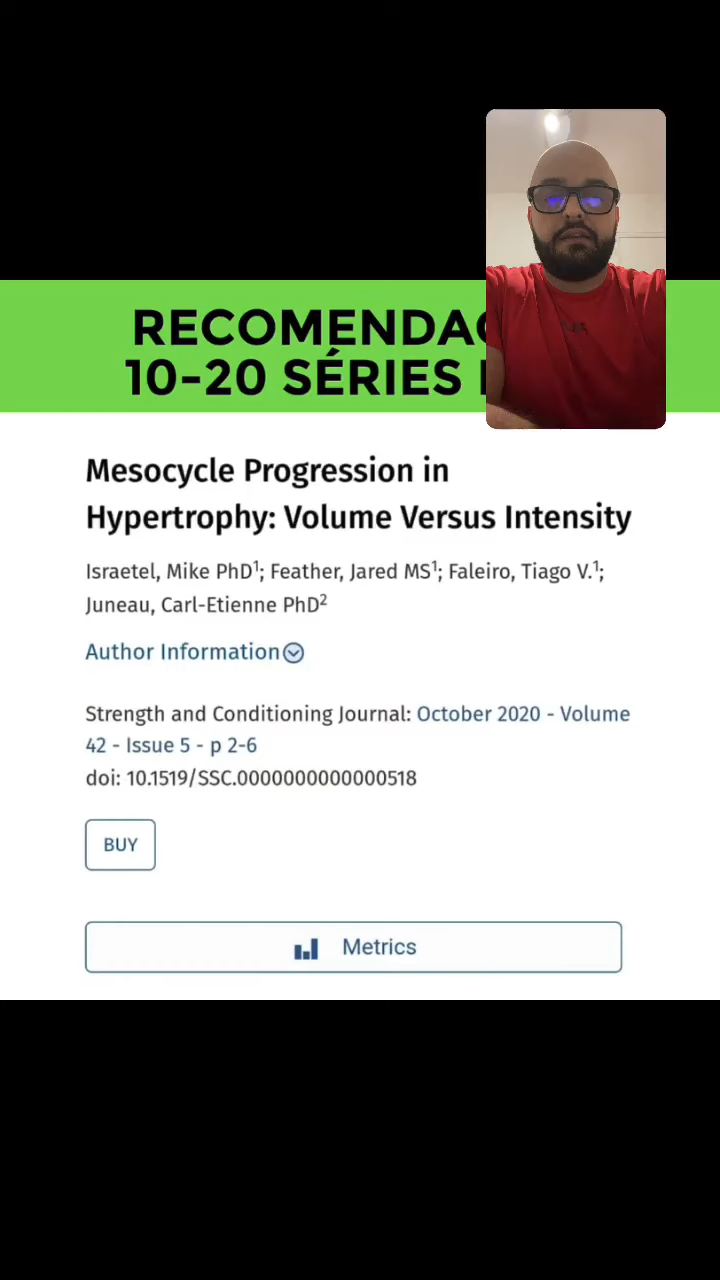 RECOMENDAÇ
10-20 SÉRIES
Mesocycle Progression in
Hypertrophy: Volume Versus Intensity
Israetel, Mike PhD1; Feather, Jared MS1; Faleiro, Tiago V.1;
Juneau, Carl-Etienne PhD2
Author Information
Strength and Conditioning Journal: October 2020 - Volume
42 - Issue 5 - p 2-6
doi: 10.1519/SSC.0000000000000518
BUY
Metrics